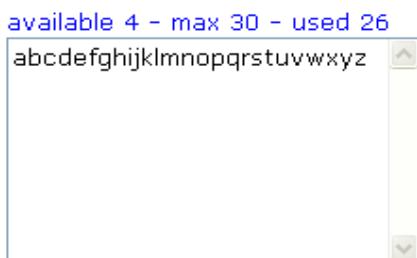 available 4 - max 30 - used 26
abcdefghijklmnopqrstuvwxyz